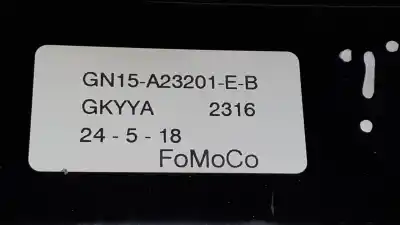 GN15-A23201-E-B
GKYYA 2316
24 - 5 - 18
FoMoCo